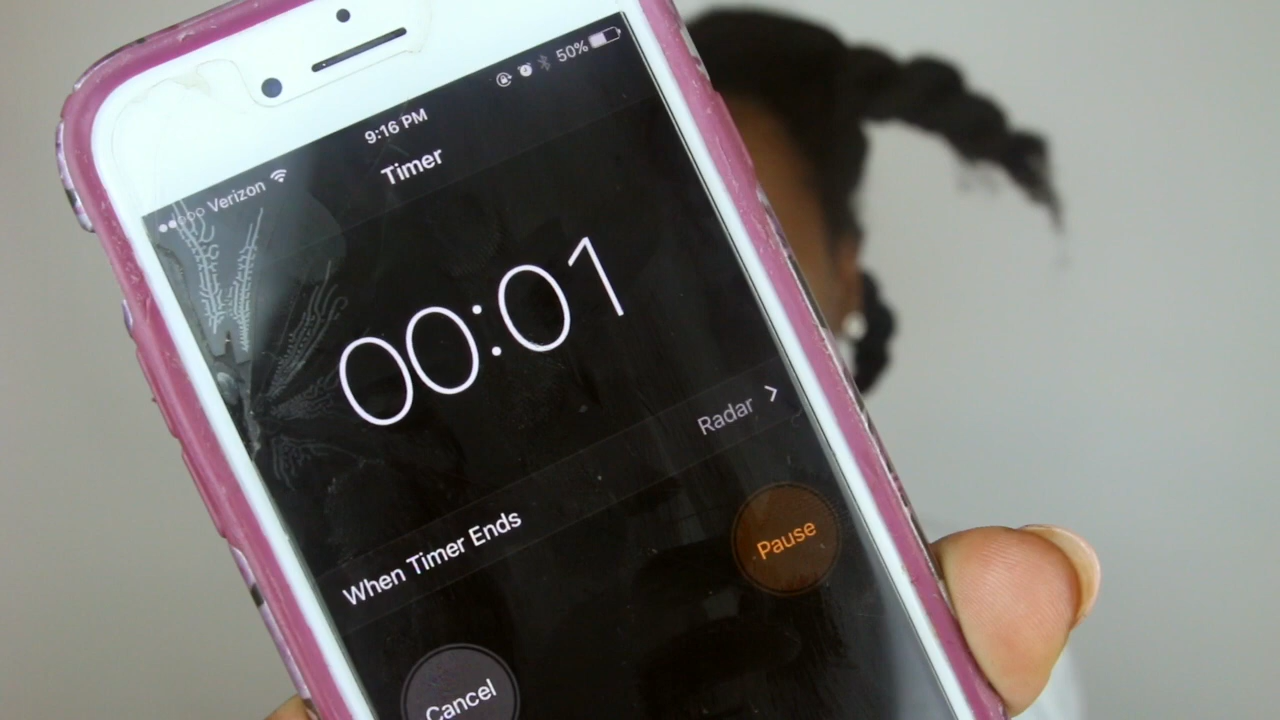 Verizon 9:16 PM 50%
Timer
00:01
When Timer Ends Radar
Cancel Pause